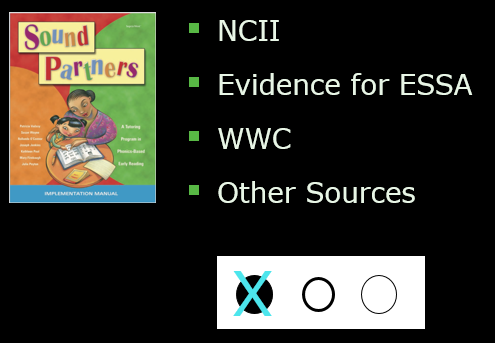 Sound
Partners
A Tutoring
Program in
Phonics-Based
Early Reading
IMPLEMENTATION MANUAL
NCII
Evidence for ESSA
WWC
Other Sources